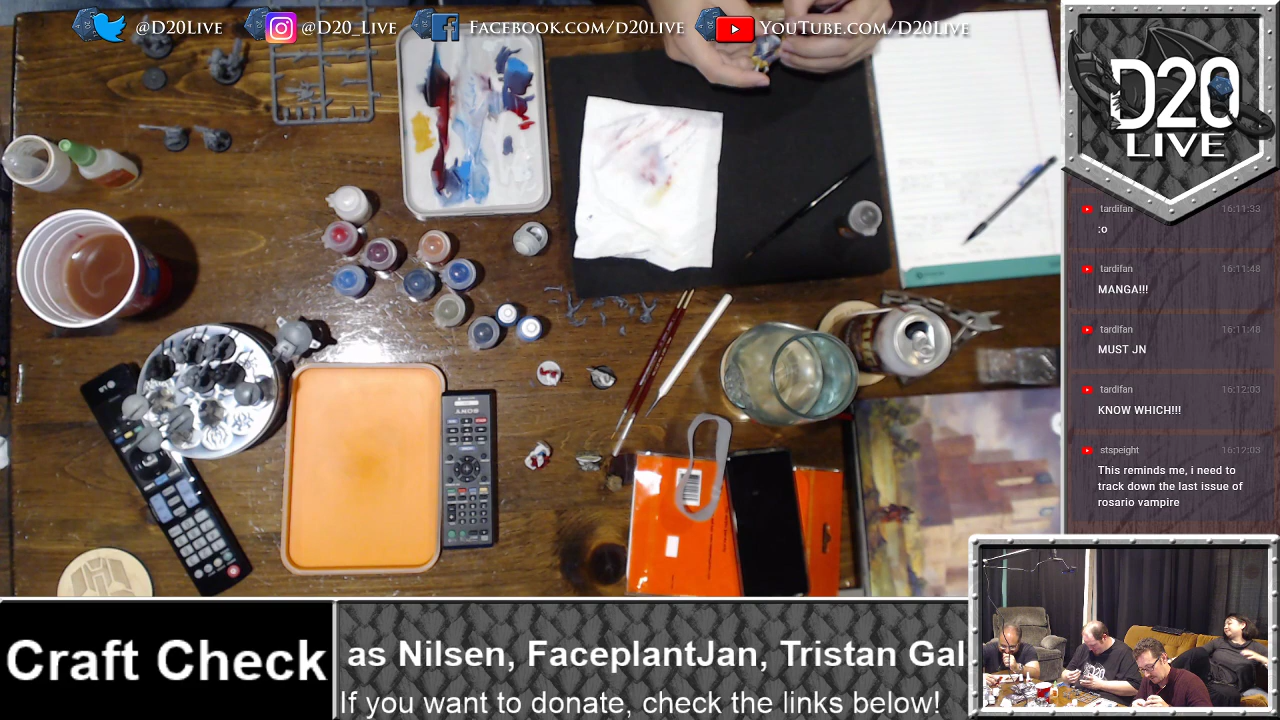 @D20Live
@D20_Live
Facebook.com/d20live
YouTube.com/D20Live
D20
LIVE
tardifan 16:11:33
:o
tardifan 16:11:48
MANGA!!!
tardifan 16:11:48
MUST JN
tardifan 16:12:03
KNOW WHICH!!!
stspeight 16:12:03
This reminds me, i need to
track down the last issue of
rosario vampire
SONY
Craft Check
as Nilsen, FaceplantJan, Tristan Gal
If you want to donate, check the links below!